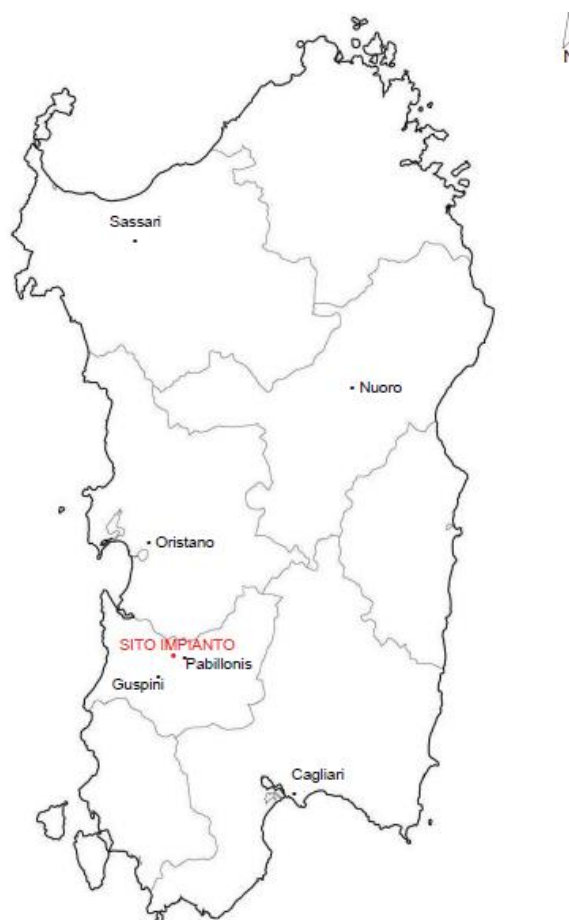 N
Sassari
Nuoro
Oristano
SITO IMPIANTO
Pabillonis
Guspini
Cagliari